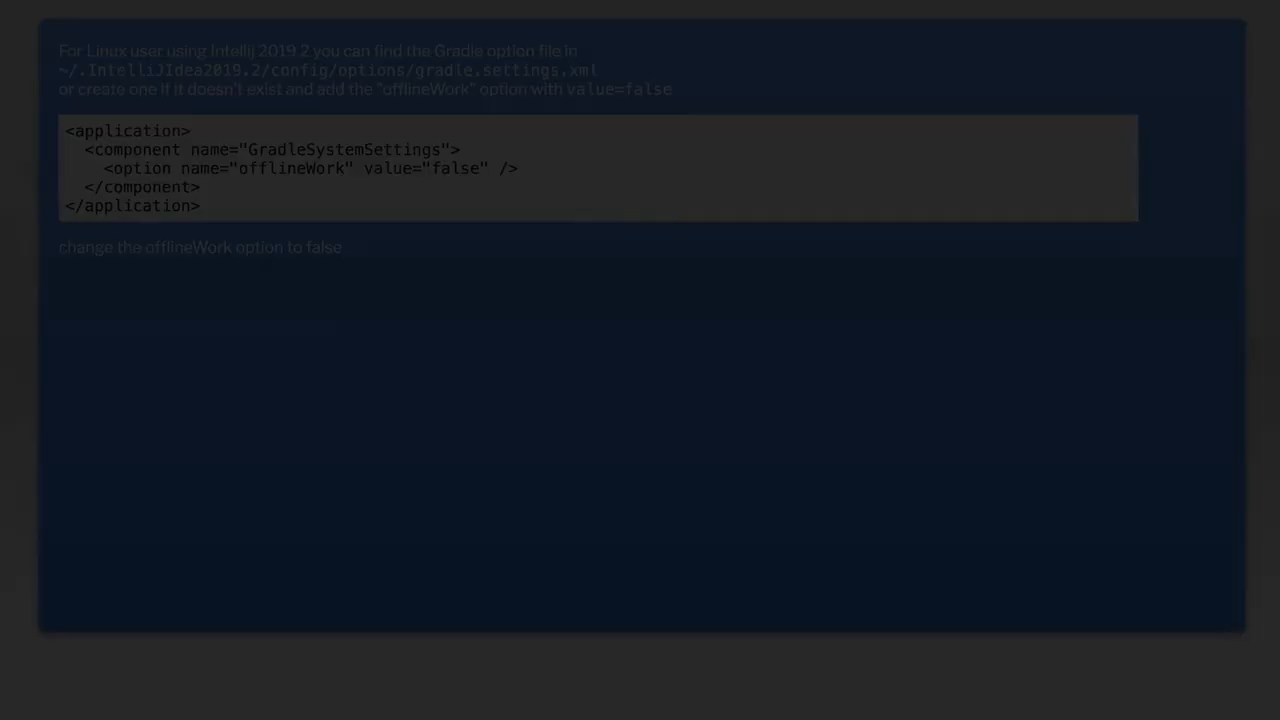 For Linux user using Intellij 2019.2 you can find the Gradle option file in
~/.IntelliJIdea2019.2/config/options/gradle.settings.xml
or create one if it doesn't exist and add the "offlineWork" option with value=false
<application>
  <component name="GradleSystemSettings">
    <option name="offlineWork" value="false" />
  </component>
</application>
change the offlineWork option to false